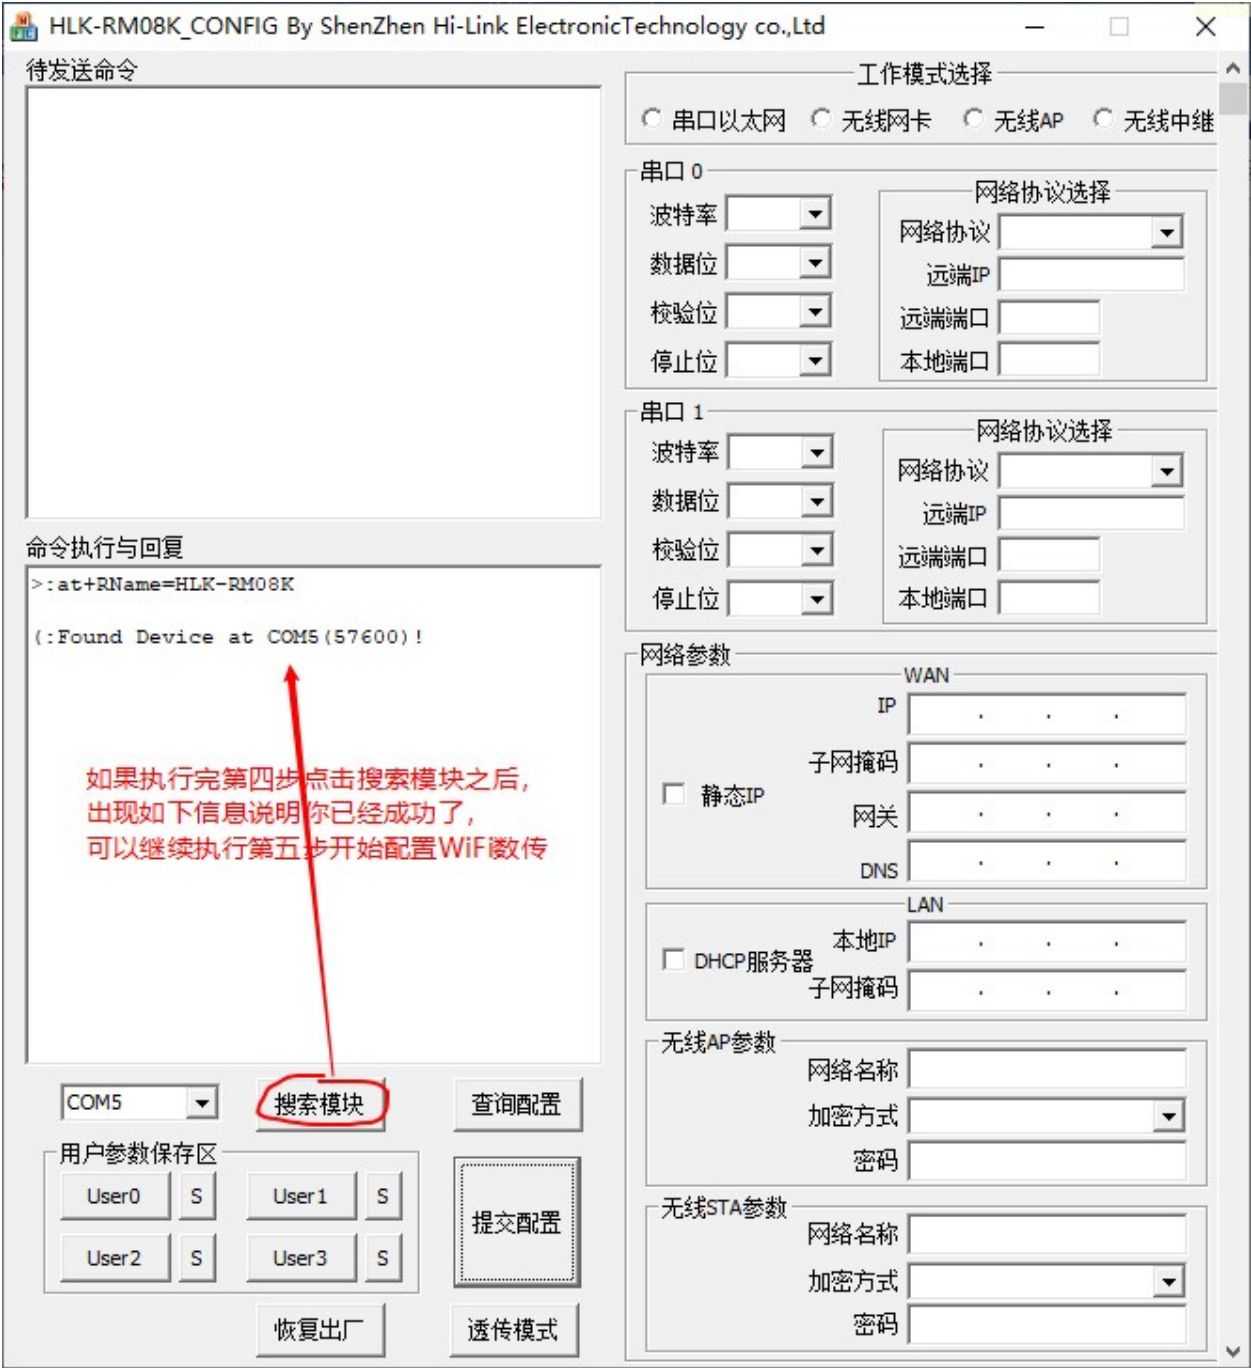 HLK-RM08K_CONFIG By ShenZhen Hi-Link ElectronicTechnology co.,Ltd
待发送命令
工作模式选择
串口以太网 无线网卡 无线AP 无线中继
串口 0
波特率
数据位
校验位
停止位
网络协议选择
网络协议
远端IP
远端端口
本地端口
串口 1
波特率
数据位
校验位
停止位
网络协议选择
网络协议
远端IP
远端端口
本地端口
命令执行与回复
>:at+RName=HLK-RM08K
(:Found Device at COM5(57600)!
如果执行完第四步点击搜索模块之后,
出现如下信息说明你已经成功了,
可以继续执行第五步开始配置WiFi数传
网络参数
WAN
IP . . .
子网掩码 . . .
静态IP
网关 . . .
DNS . . .
LAN
本地IP . . .
DHCP服务器
子网掩码 . . .
无线AP参数
网络名称
加密方式
密码
无线STA参数
网络名称
加密方式
密码
COM5 搜索模块 查询配置
用户参数保存区
User0 S User1 S
User2 S User3 S
提交配置
恢复出厂 透传模式